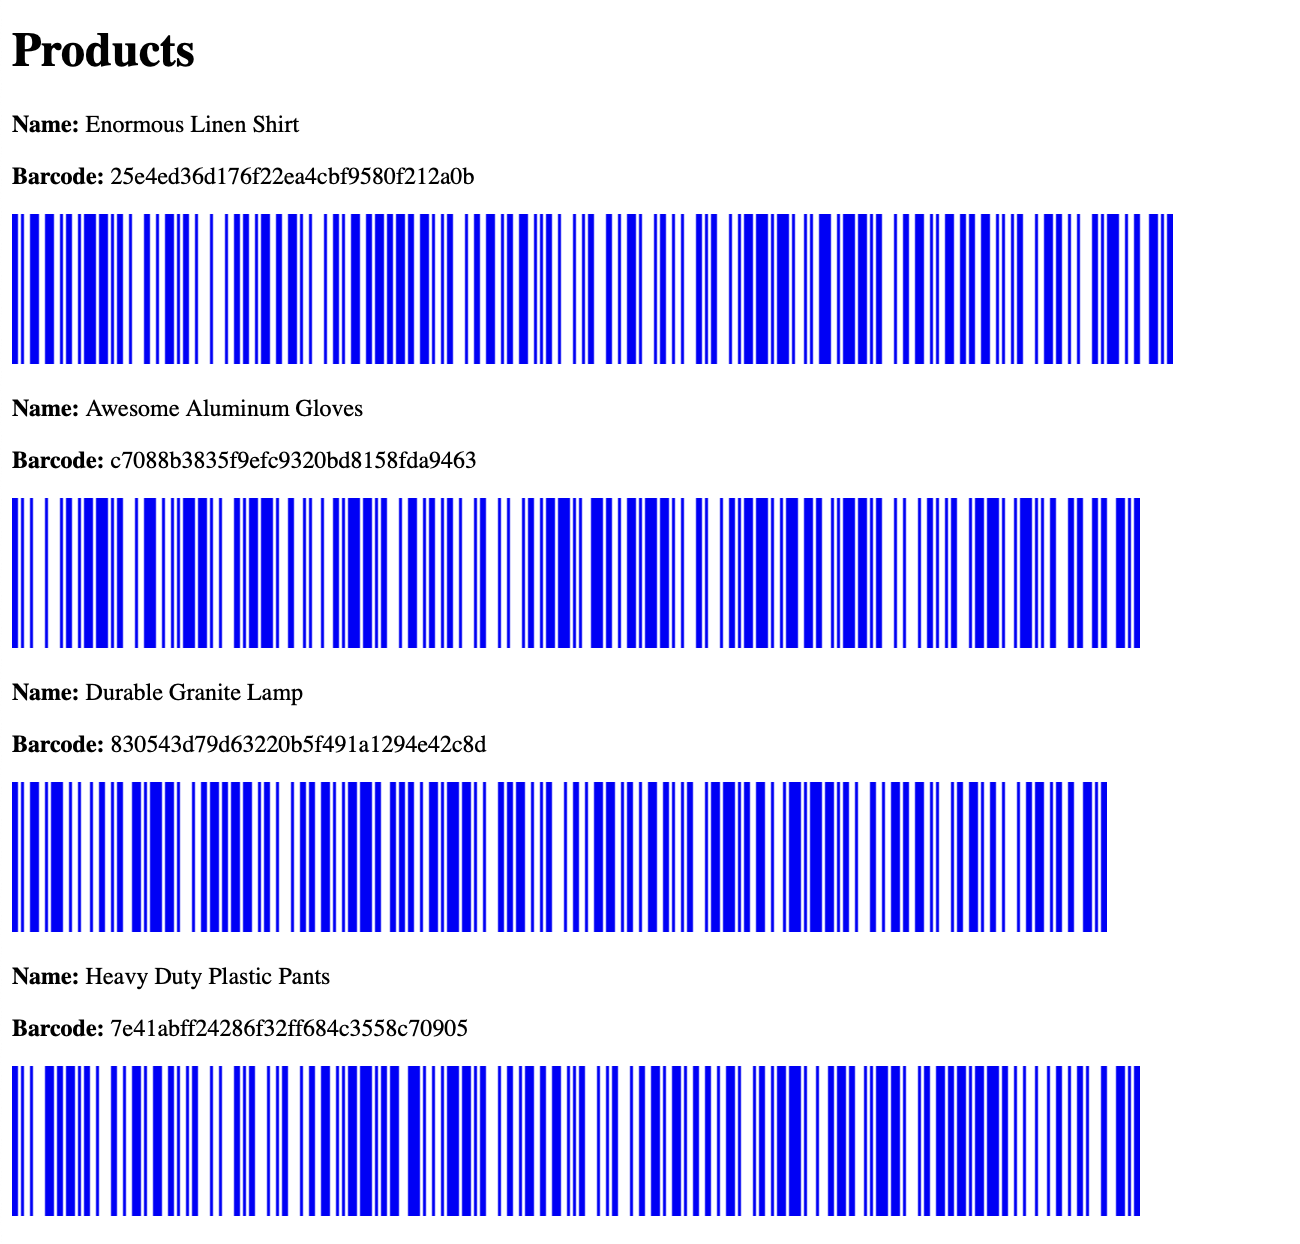 Products
Name: Enormous Linen Shirt
Barcode: 25e4ed36d176f22ea4cbf9580f212a0b
Name: Awesome Aluminum Gloves
Barcode: c7088b3835f9efc9320bd8158fda9463
Name: Durable Granite Lamp
Barcode: 830543d79d63220b5f491a1294e42c8d
Name: Heavy Duty Plastic Pants
Barcode: 7e41abff24286f32ff684c3558c70905